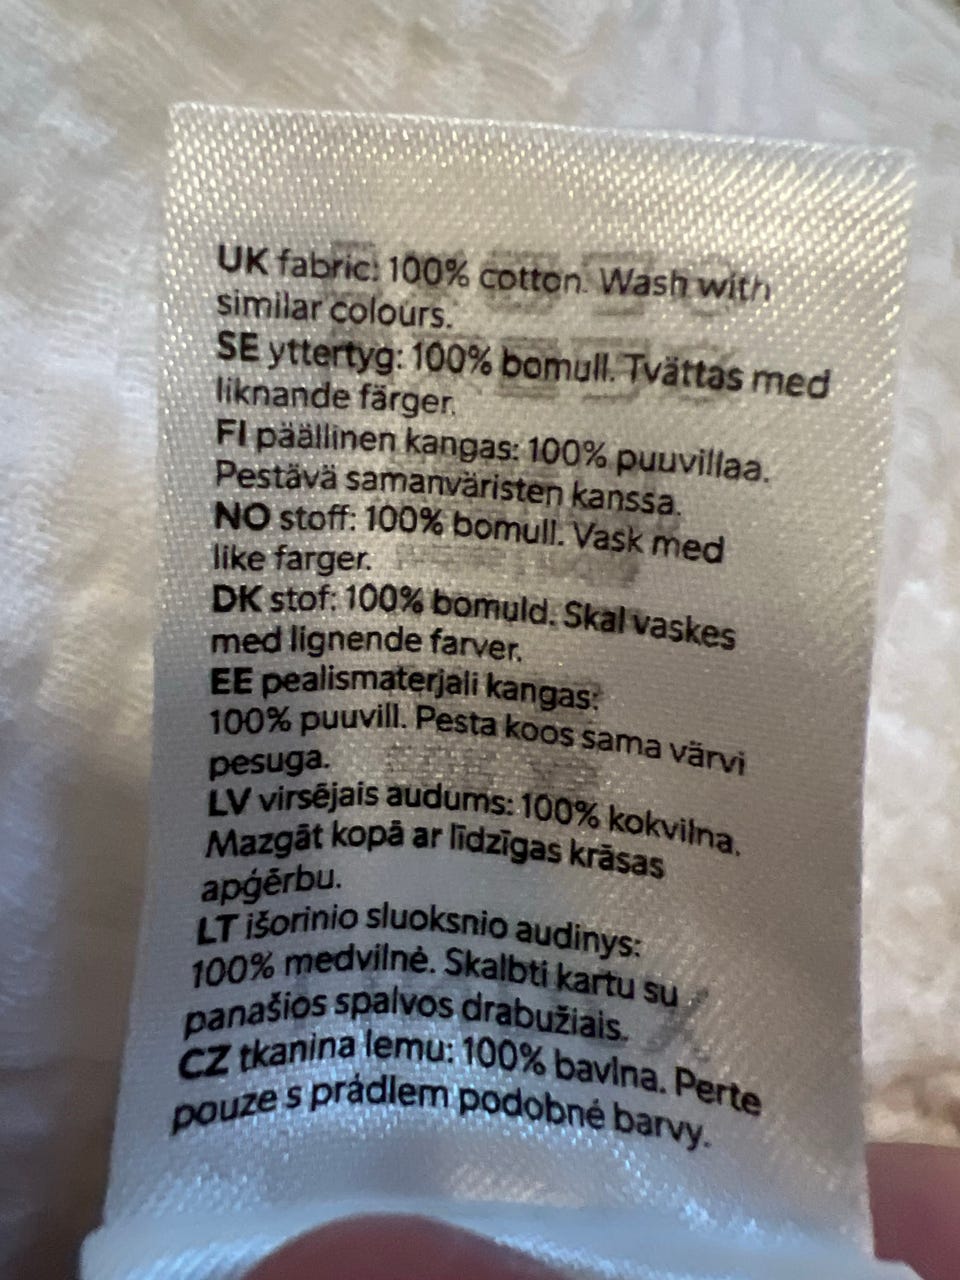 UK fabric: 100% cotton. Wash with
similar colours.
SE yttertyg: 100% bomull. Tvättas med
liknande färger.
FI päällinen kangas: 100% puuvillaa.
Pestävä samanväristen kanssa.
NO stoff: 100% bomull. Vask med
like farger.
DK stof: 100% bomuld. Skal vaskes
med lignende farver.
EE pealismaterjali kangas:
100% puuvill. Pesta koos sama värvi
pesuga.
LV virsējais audums: 100% kokvilna.
Mazgāt kopā ar līdzīgas krāsas
apģērbu.
LT išorinio sluoksnio audinys:
100% medvilnė. Skalbti kartu su
panašios spalvos drabužiais.
CZ tkanina lemu: 100% bavlna. Perte
pouze s prádlem podobné barvy.